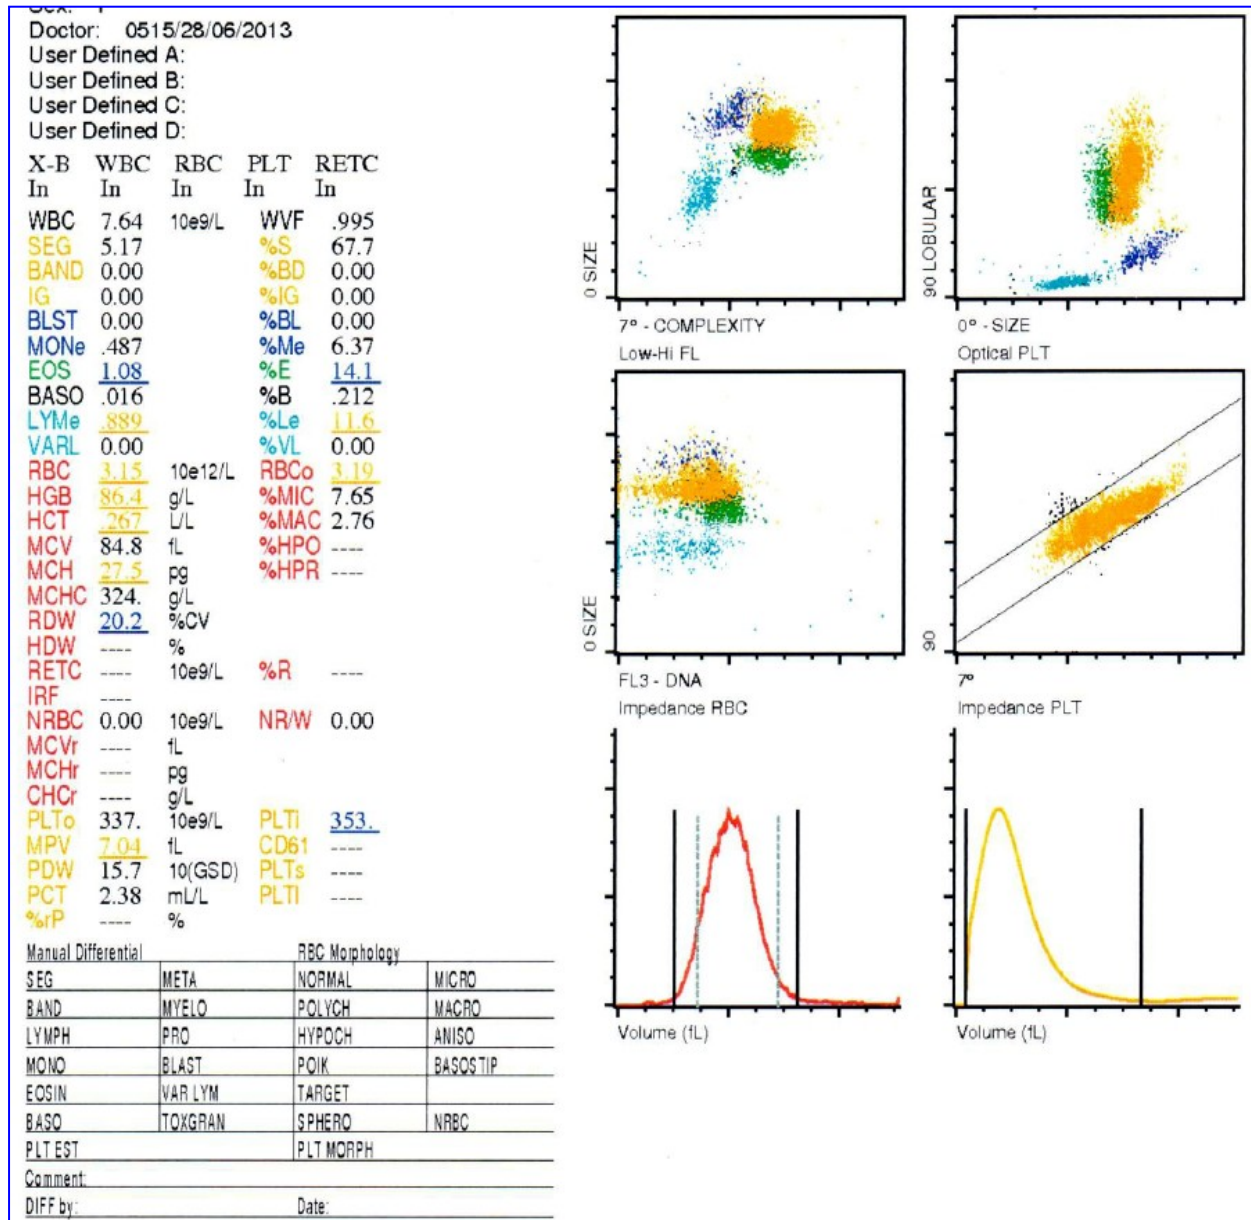 Doctor: 0515/28/06/2013
User Defined A:
User Defined B:
User Defined C:
User Defined D:
X-B WBC RBC PLT RETC
In In In In In
WBC 7.64 10e9/L WVF .995
SEG 5.17 %S 67.7
BAND 0.00 %BD 0.00
IG 0.00 %IG 0.00
BLST 0.00 %BL 0.00
MONe .487 %Me 6.37
EOS 1.08 %E 14.1
BASO .016 %B .212
LYMe .889 %Le 11.6
VARL 0.00 %VL 0.00
RBC 3.15 10e12/L RBCo 3.19
HGB 86.4 g/L %MIC 7.65
HCT .267 L/L %MAC 2.76
MCV 84.8 fL %HPO ----
MCH 27.5 pg %HPR ----
MCHC 324. g/L
RDW 20.2 %CV
HDW ---- %
RETC ---- 10e9/L %R ----
IRF ----
NRBC 0.00 10e9/L NR/W 0.00
MCVr ---- fL
MCHr ---- pg
CHCr ---- g/L
PLTo 337. 10e9/L PLTi 353.
MPV 7.04 fL CD61 ----
PDW 15.7 10(GSD) PLTs ----
PCT 2.38 mL/L PLTI ----
%rP ---- %
Manual Differential RBC Morphology
SEG META NORMAL MICRO
BAND MYELO POLYCH MACRO
LYMPH PRO HYPOCH ANISO
MONO BLAST POIK BASOSTIP
EOSIN VAR LYM TARGET
BASO TOXGRAN SPHERO NRBC
PLT EST PLT MORPH
Comment:
DIFF by: Date:
0 SIZE
7° - COMPLEXITY
90 LOBULAR
0° - SIZE
Low-Hi FL
0 SIZE
FL3 - DNA
Optical PLT
90
7°
Impedance RBC
Volume (fL)
Impedance PLT
Volume (fL)